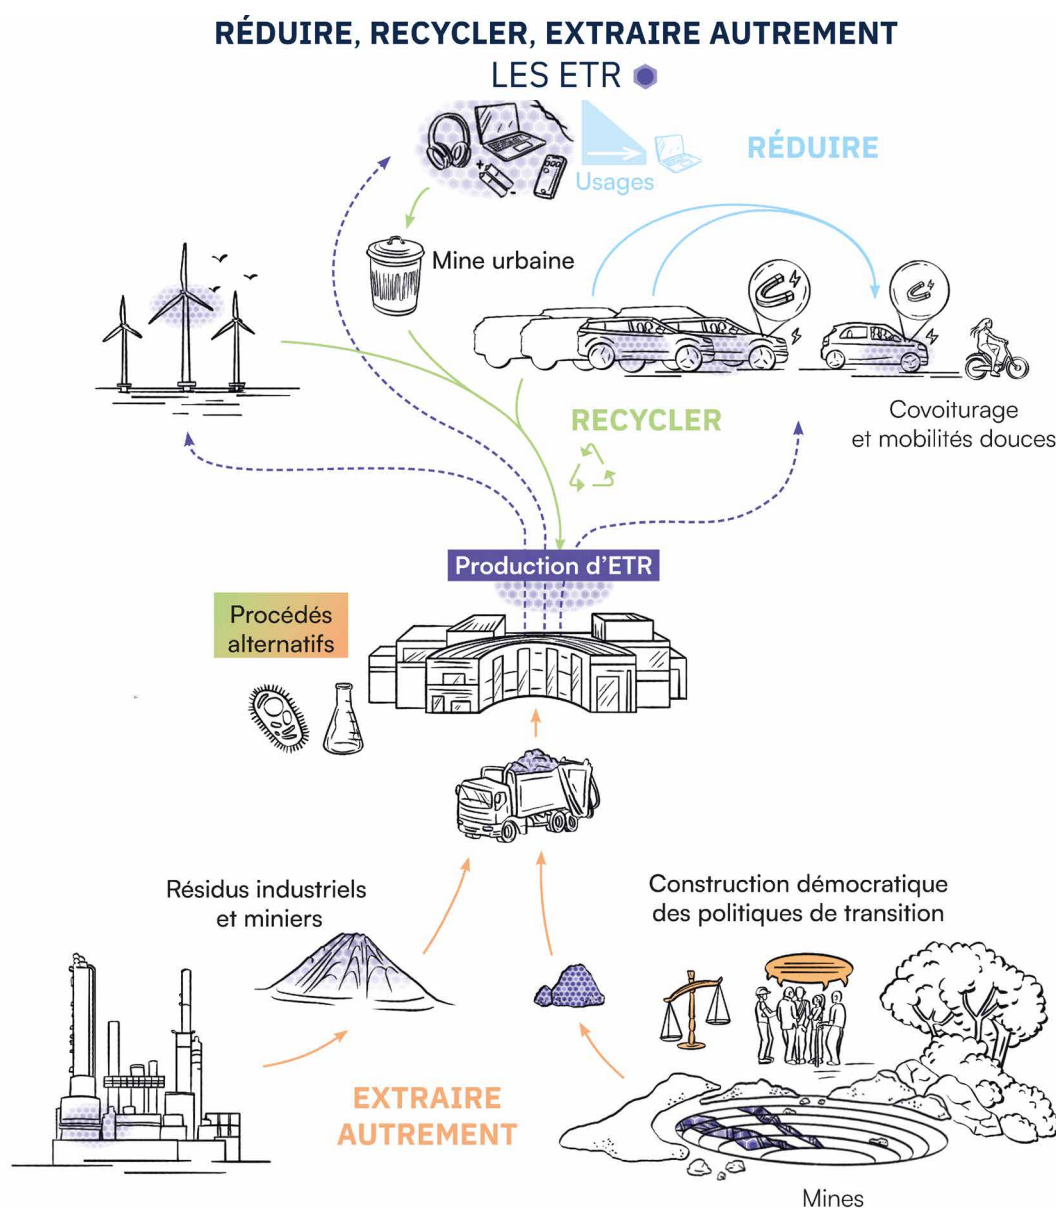 RÉDUIRE, RECYCLER, EXTRAIRE AUTREMENT
LES ETR
RÉDUIRE
Usages
Mine urbaine
RECYCLER
Covoiturage
et mobilités douces
Production d'ETR
Procédés
alternatifs
Résidus industriels
et miniers
Construction démocratique
des politiques de transition
EXTRAIRE
AUTREMENT
Mines